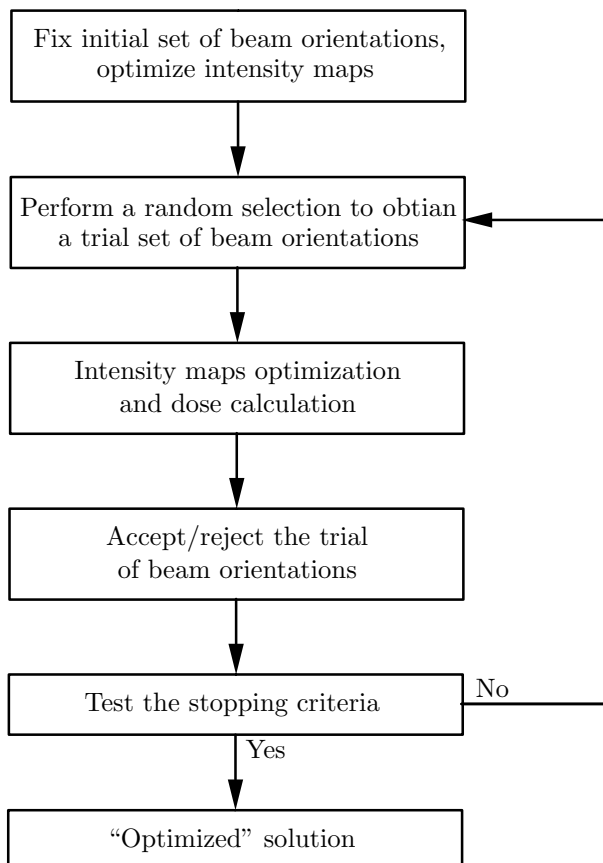 Fix initial set of beam orientations,
optimize intensity maps
Perform a random selection to obtian
a trial set of beam orientations
Intensity maps optimization
and dose calculation
Accept/reject the trial
of beam orientations
Test the stopping criteria
No
Yes
“Optimized” solution